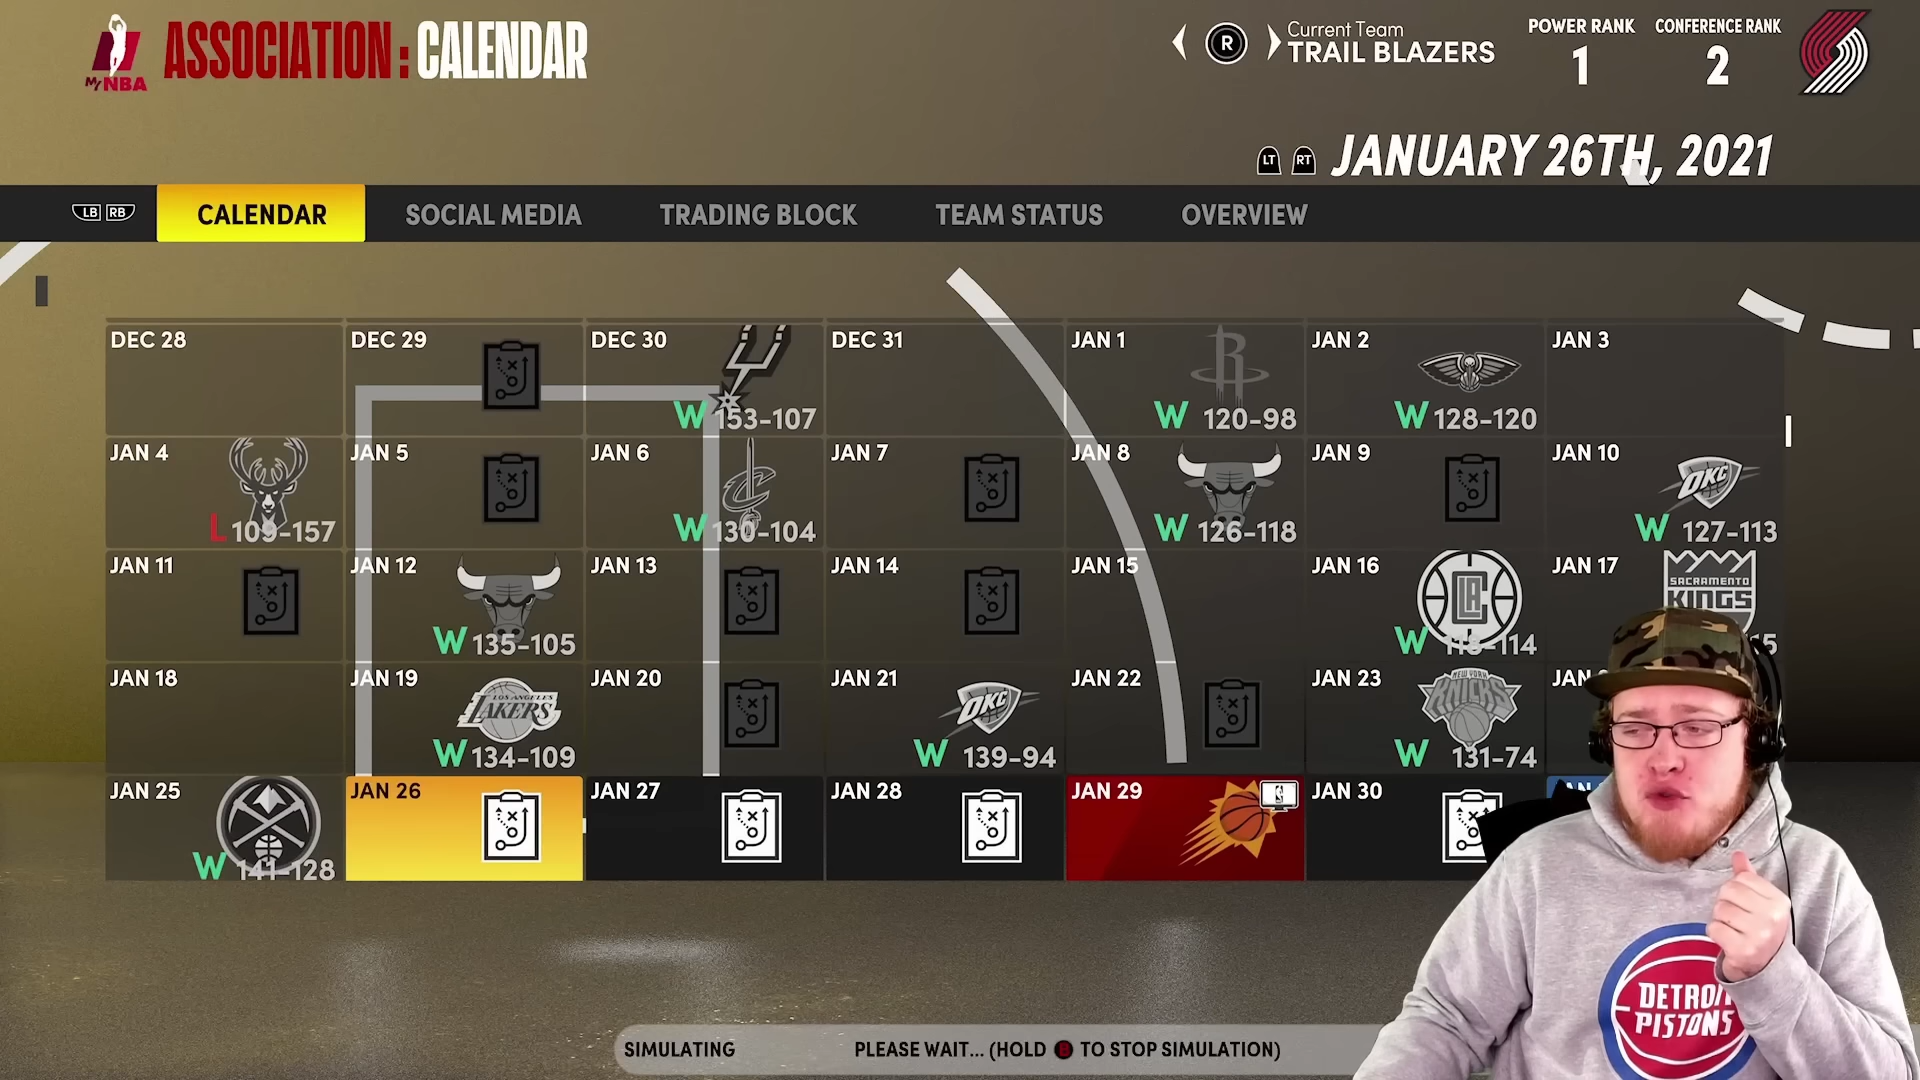 MyNBA
ASSOCIATION: CALENDAR
R
Current Team
TRAIL BLAZERS
POWER RANK
1
CONFERENCE RANK
2
LT RT JANUARY 26TH, 2021
LB RB CALENDAR SOCIAL MEDIA TRADING BLOCK TEAM STATUS OVERVIEW
DEC 28 DEC 29 DEC 30 DEC 31 JAN 1 JAN 2 JAN 3
W 153-107 W 120-98 W 128-120
JAN 4 JAN 5 JAN 6 JAN 7 JAN 8 JAN 9 JAN 10
OKC
L 109-157 W 130-104 W 126-118 W 127-113
JAN 11 JAN 12 JAN 13 JAN 14 JAN 15 JAN 16 JAN 17
LA SACRAMENTO
KINGS
W 135-105 W 114
JAN 18 JAN 19 JAN 20 JAN 21 JAN 22 JAN 23
LOS ANGELES
LAKERS OKC NEW YORK
KNICKS
W 134-109 W 139-94 W 131-74
JAN 25 JAN 26 JAN 27 JAN 28 JAN 29 JAN 30
W 141-128
SIMULATING PLEASE WAIT... (HOLD B TO STOP SIMULATION)
DETROIT
PISTONS